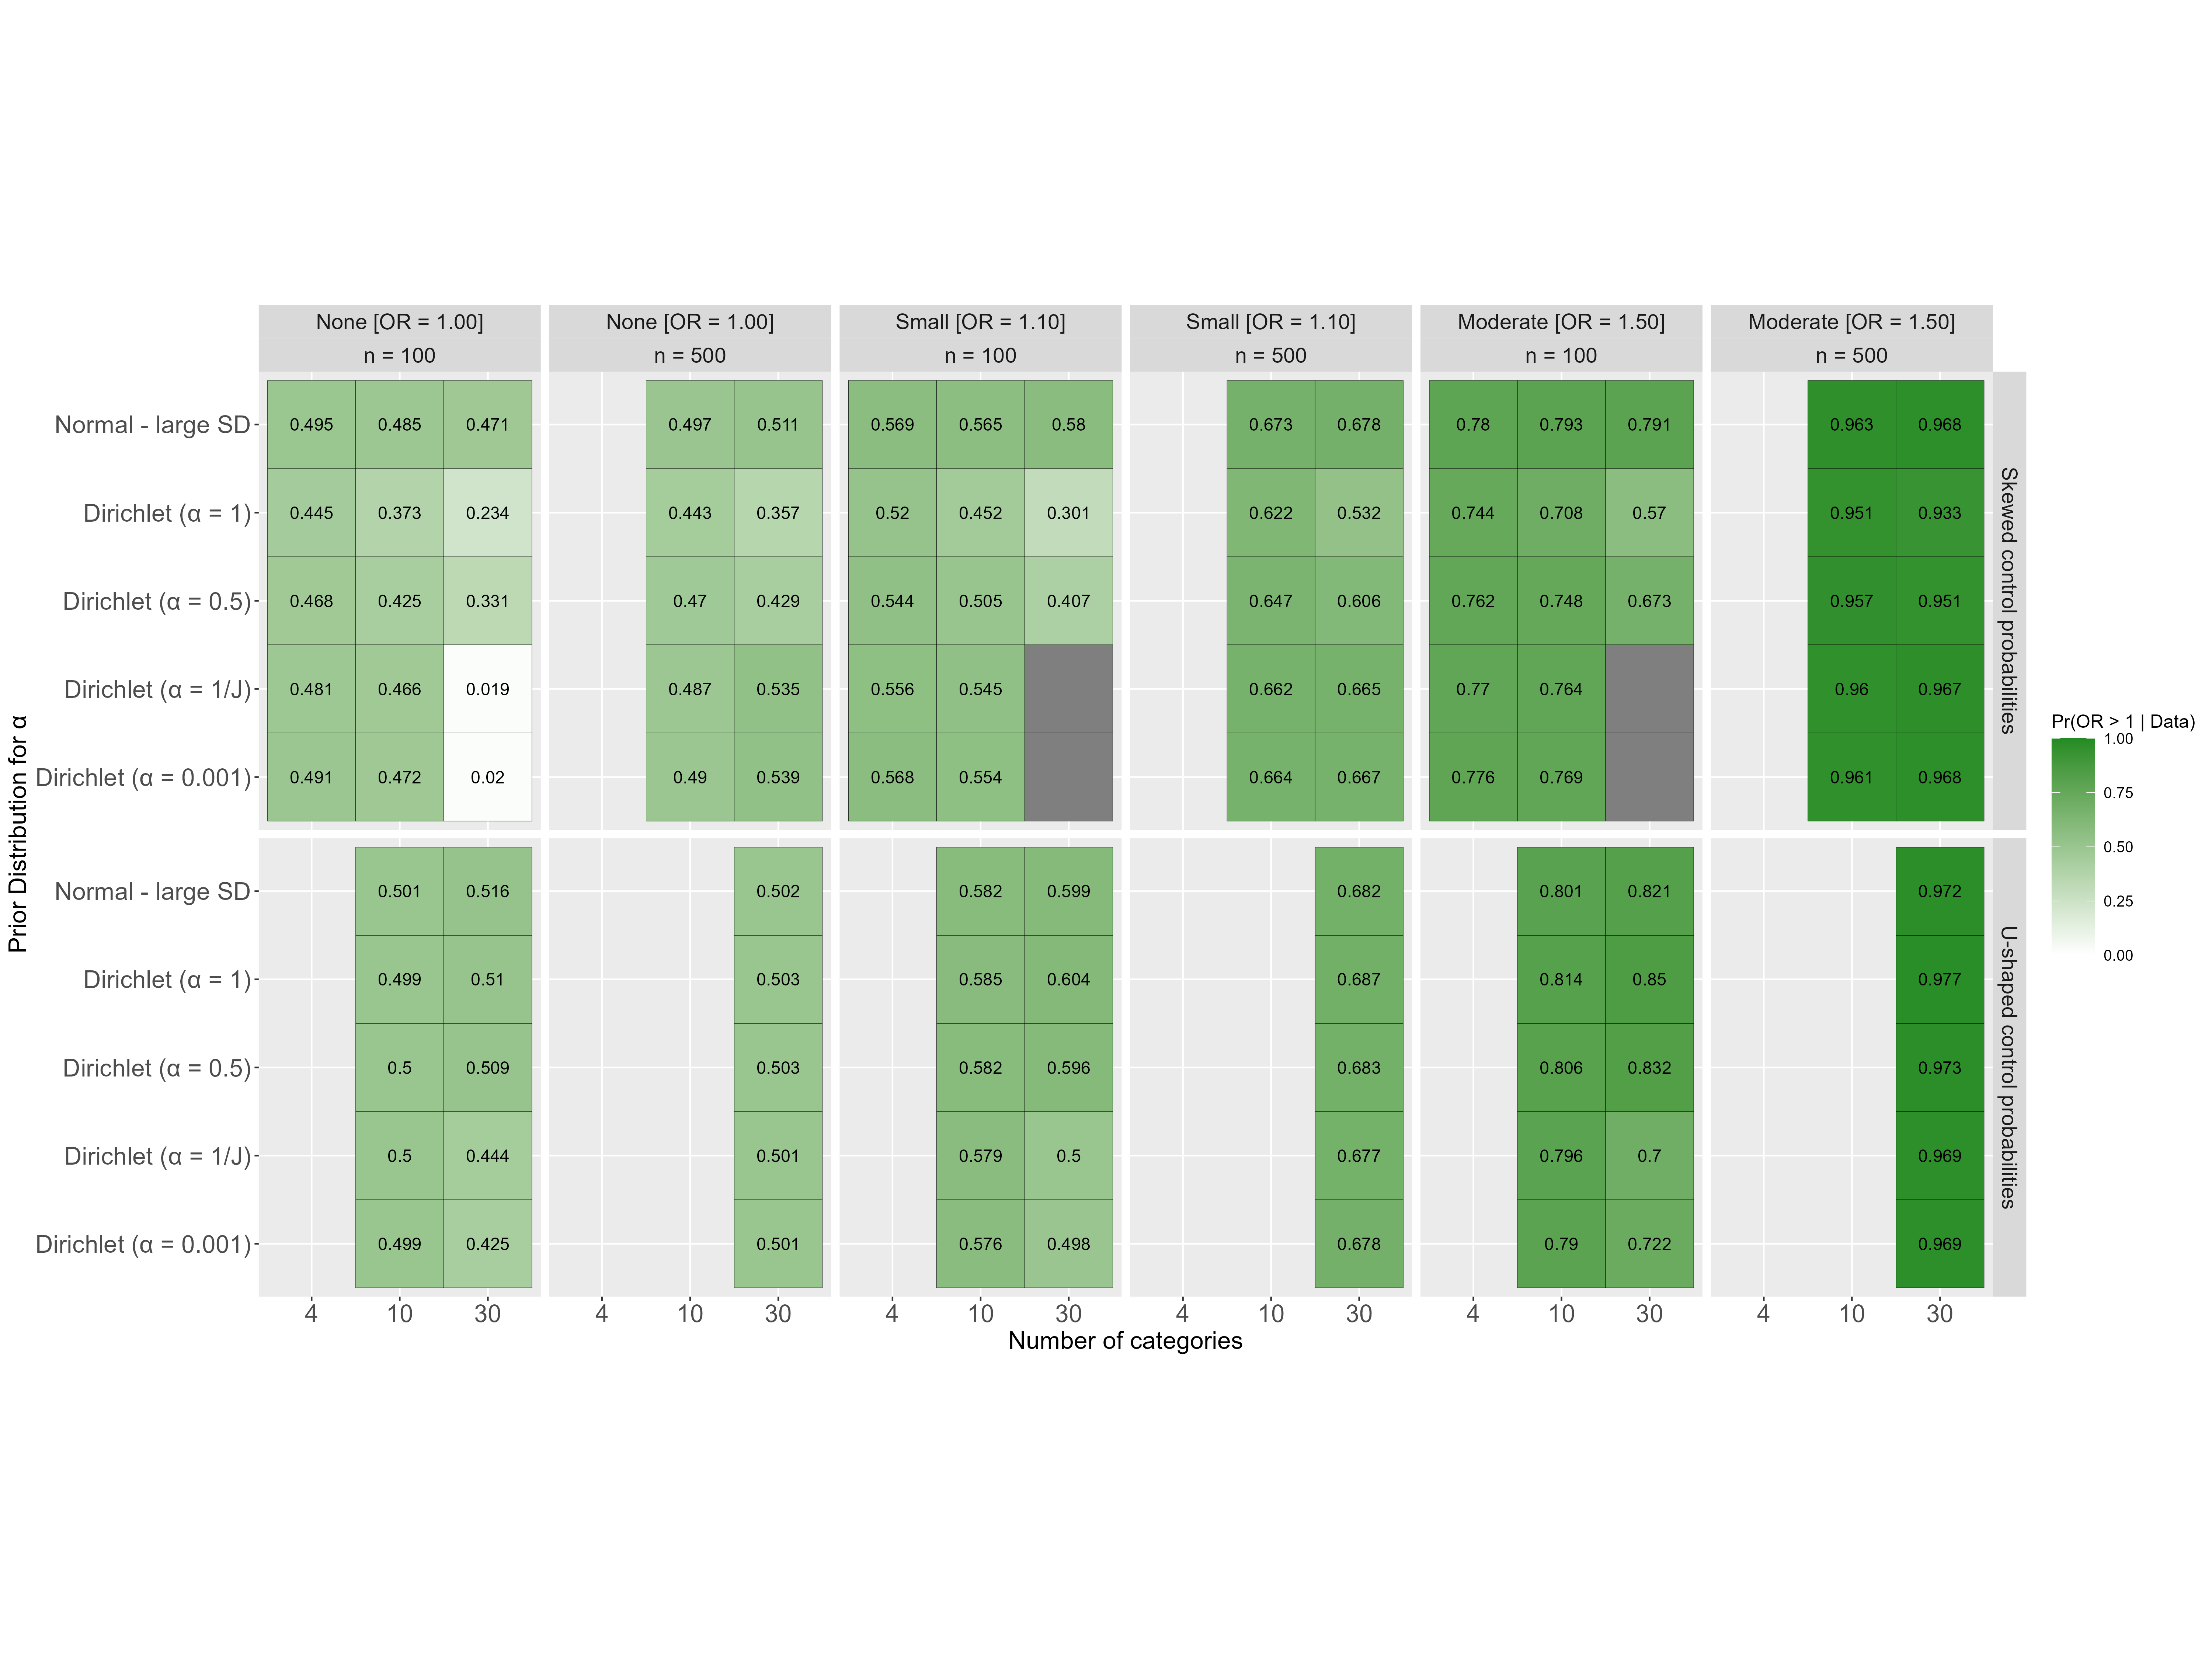 None [OR = 1.00] None [OR = 1.00] Small [OR = 1.10] Small [OR = 1.10] Moderate [OR = 1.50] Moderate [OR = 1.50]
n = 100 n = 500 n = 100 n = 500 n = 100 n = 500
Normal - large SD 0.495 0.485 0.471 0.497 0.511 0.569 0.565 0.58 0.673 0.678 0.78 0.793 0.791 0.963 0.968
Dirichlet (α = 1) 0.445 0.373 0.234 0.443 0.357 0.52 0.452 0.301 0.622 0.532 0.744 0.708 0.57 0.951 0.933
Dirichlet (α = 0.5) 0.468 0.425 0.331 0.47 0.429 0.544 0.505 0.407 0.647 0.606 0.762 0.748 0.673 0.957 0.951
Dirichlet (α = 1/J) 0.481 0.466 0.019 0.487 0.535 0.556 0.545 0.662 0.665 0.77 0.764 0.96 0.967
Dirichlet (α = 0.001) 0.491 0.472 0.02 0.49 0.539 0.568 0.554 0.664 0.667 0.776 0.769 0.961 0.968
Skewed control probabilities
Normal - large SD 0.501 0.516 0.502 0.582 0.599 0.682 0.801 0.821 0.972
Dirichlet (α = 1) 0.499 0.51 0.503 0.585 0.604 0.687 0.814 0.85 0.977
Dirichlet (α = 0.5) 0.5 0.509 0.503 0.582 0.596 0.683 0.806 0.832 0.973
Dirichlet (α = 1/J) 0.5 0.444 0.501 0.579 0.5 0.677 0.796 0.7 0.969
Dirichlet (α = 0.001) 0.499 0.425 0.501 0.576 0.498 0.678 0.79 0.722 0.969
U-shaped control probabilities
4 10 30 4 10 30 4 10 30 4 10 30 4 10 30 4 10 30
Number of categories
Prior Distribution for α
Pr(OR > 1 | Data)
1.00
0.75
0.50
0.25
0.00